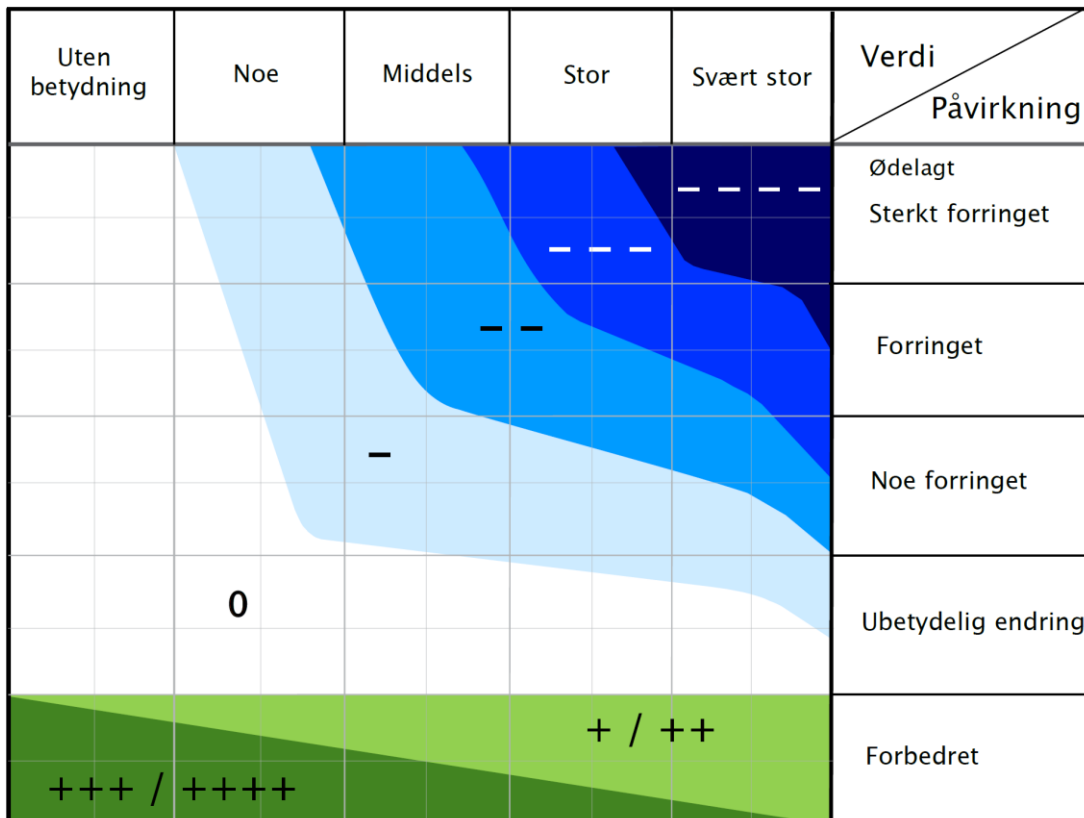 Uten
betydning
Noe
Middels
Stor
Svært stor
Verdi
Påvirkning
Ødelagt
Sterkt forringet
– – – –
– – –
– –
Forringet
–
Noe forringet
0
Ubetydelig endring
+ / ++
Forbedret
+++ / ++++